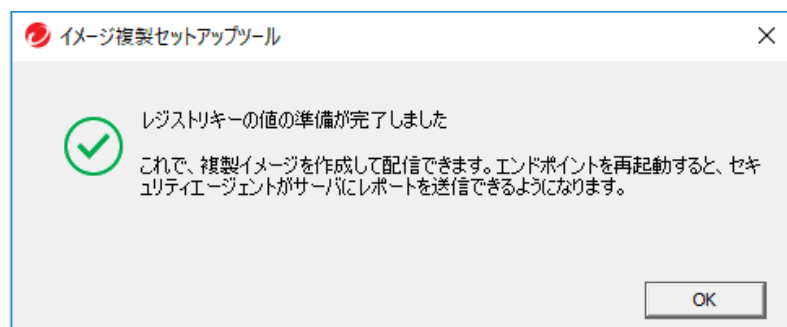 イメージ複製セットアップツール
レジストリキーの値の準備が完了しました
これで、複製イメージを作成して配信できます。エンドポイントを再起動すると、セキ
ュリティエージェントがサーバにレポートを送信できるようになります。
OK